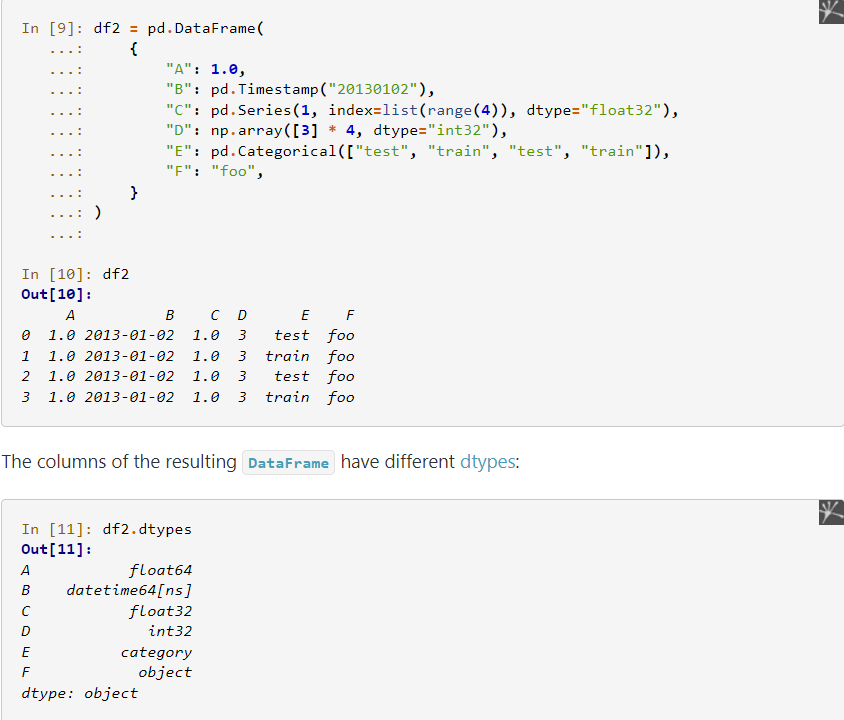 In [9]: df2 = pd.DataFrame(
   ...:     {
   ...:         "A": 1.0,
   ...:         "B": pd.Timestamp("20130102"),
   ...:         "C": pd.Series(1, index=list(range(4)), dtype="float32"),
   ...:         "D": np.array([3] * 4, dtype="int32"),
   ...:         "E": pd.Categorical(["test", "train", "test", "train"]),
   ...:         "F": "foo",
   ...:     }
   ...: )
   ...:
In [10]: df2
Out[10]:
     A          B    C  D      E    F
0  1.0 2013-01-02  1.0  3   test  foo
1  1.0 2013-01-02  1.0  3  train  foo
2  1.0 2013-01-02  1.0  3   test  foo
3  1.0 2013-01-02  1.0  3  train  foo
The columns of the resulting DataFrame have different dtypes:
In [11]: df2.dtypes
Out[11]:
A           float64
B    datetime64[ns]
C           float32
D             int32
E          category
F            object
dtype: object